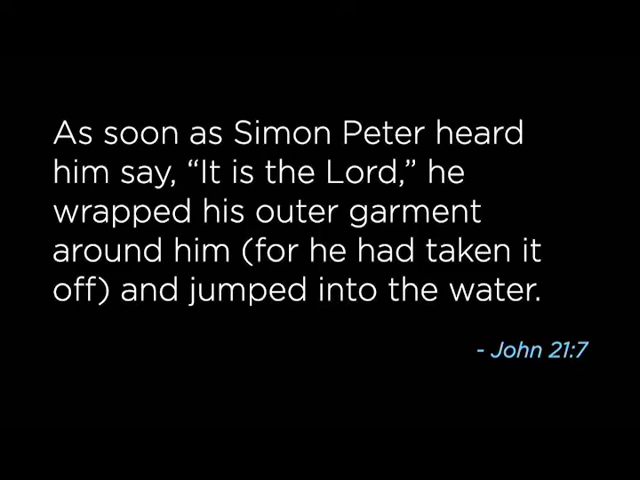 As soon as Simon Peter heard
him say, “It is the Lord,” he
wrapped his outer garment
around him (for he had taken it
off) and jumped into the water.
- John 21:7